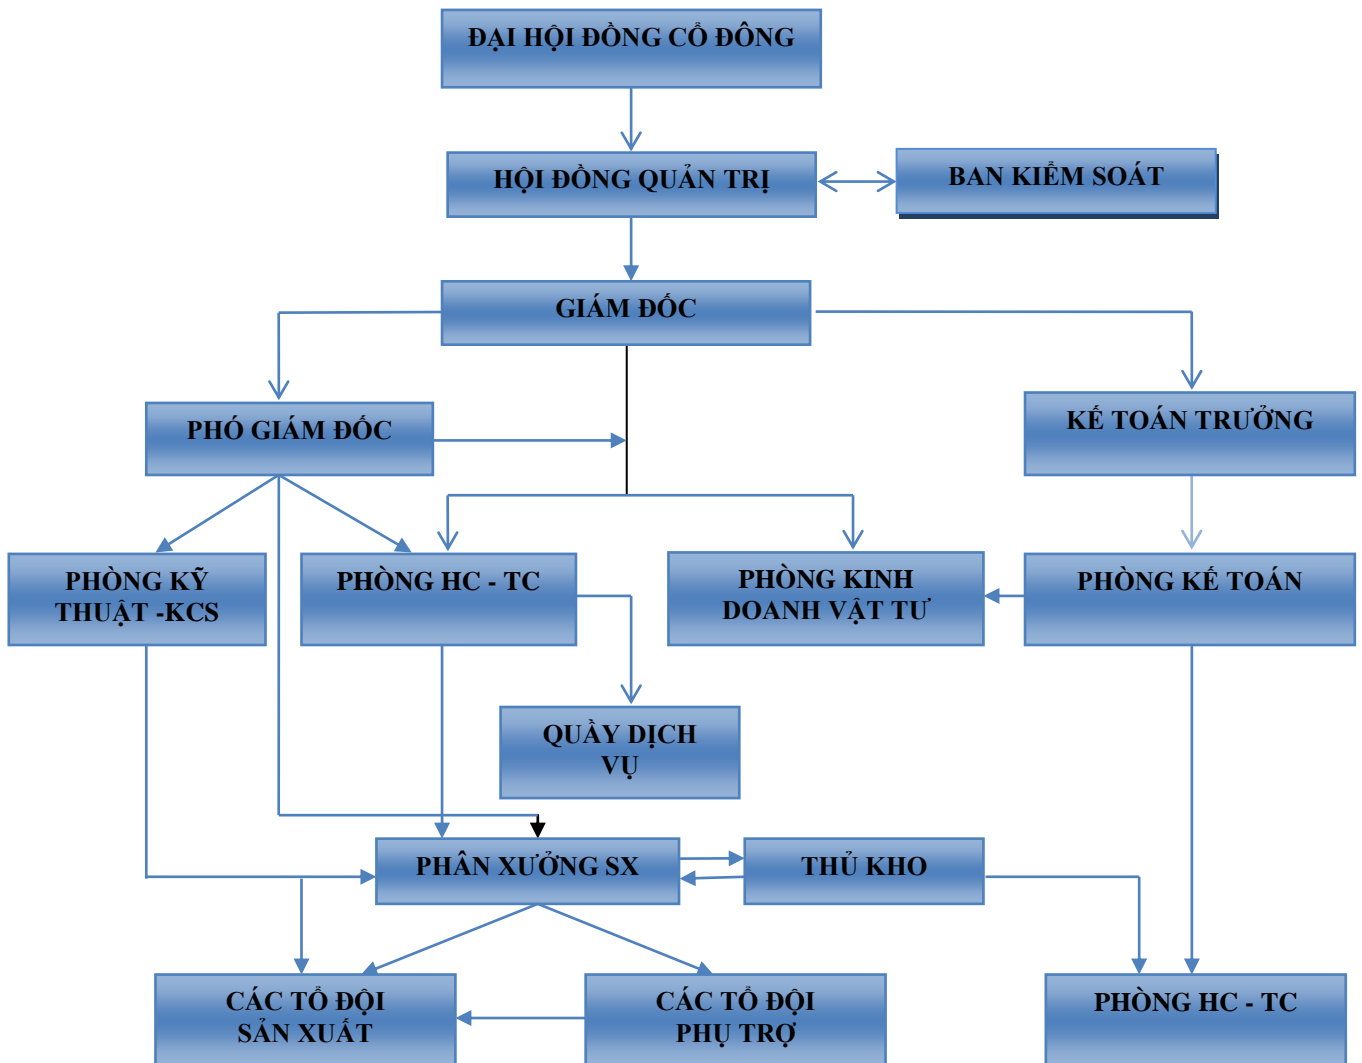 ĐẠI HỘI ĐỒNG CỔ ĐÔNG
HỘI ĐỒNG QUẢN TRỊ
BAN KIỂM SOÁT
GIÁM ĐỐC
PHÓ GIÁM ĐỐC
KẾ TOÁN TRƯỞNG
PHÒNG KỸ
THUẬT -KCS
PHÒNG HC - TC
PHÒNG KINH
DOANH VẬT TƯ
PHÒNG KẾ TOÁN
QUẦY DỊCH
VỤ
PHÂN XƯỞNG SX
THỦ KHO
CÁC TỔ ĐỘI
SẢN XUẤT
CÁC TỔ ĐỘI
PHỤ TRỢ
PHÒNG HC - TC